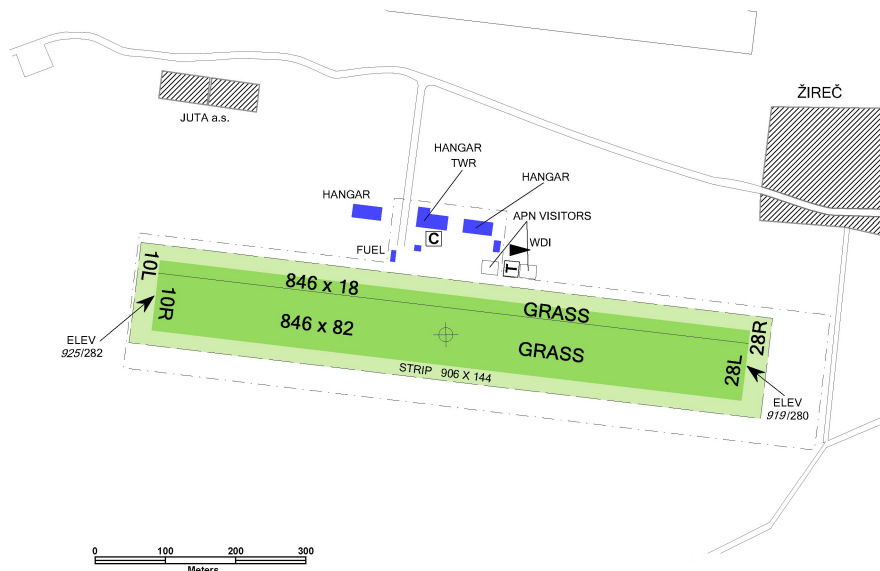 ŽIREČ
JUTA a.s.
HANGAR
TWR
HANGAR
HANGAR
APN VISITORS
C
WDI
FUEL
T
10L
846 x 18
GRASS
28R
10R
846 x 82
GRASS
28L
ELEV
925/282
STRIP 906 X 144
ELEV
919/280
0 100 200 300
Meters